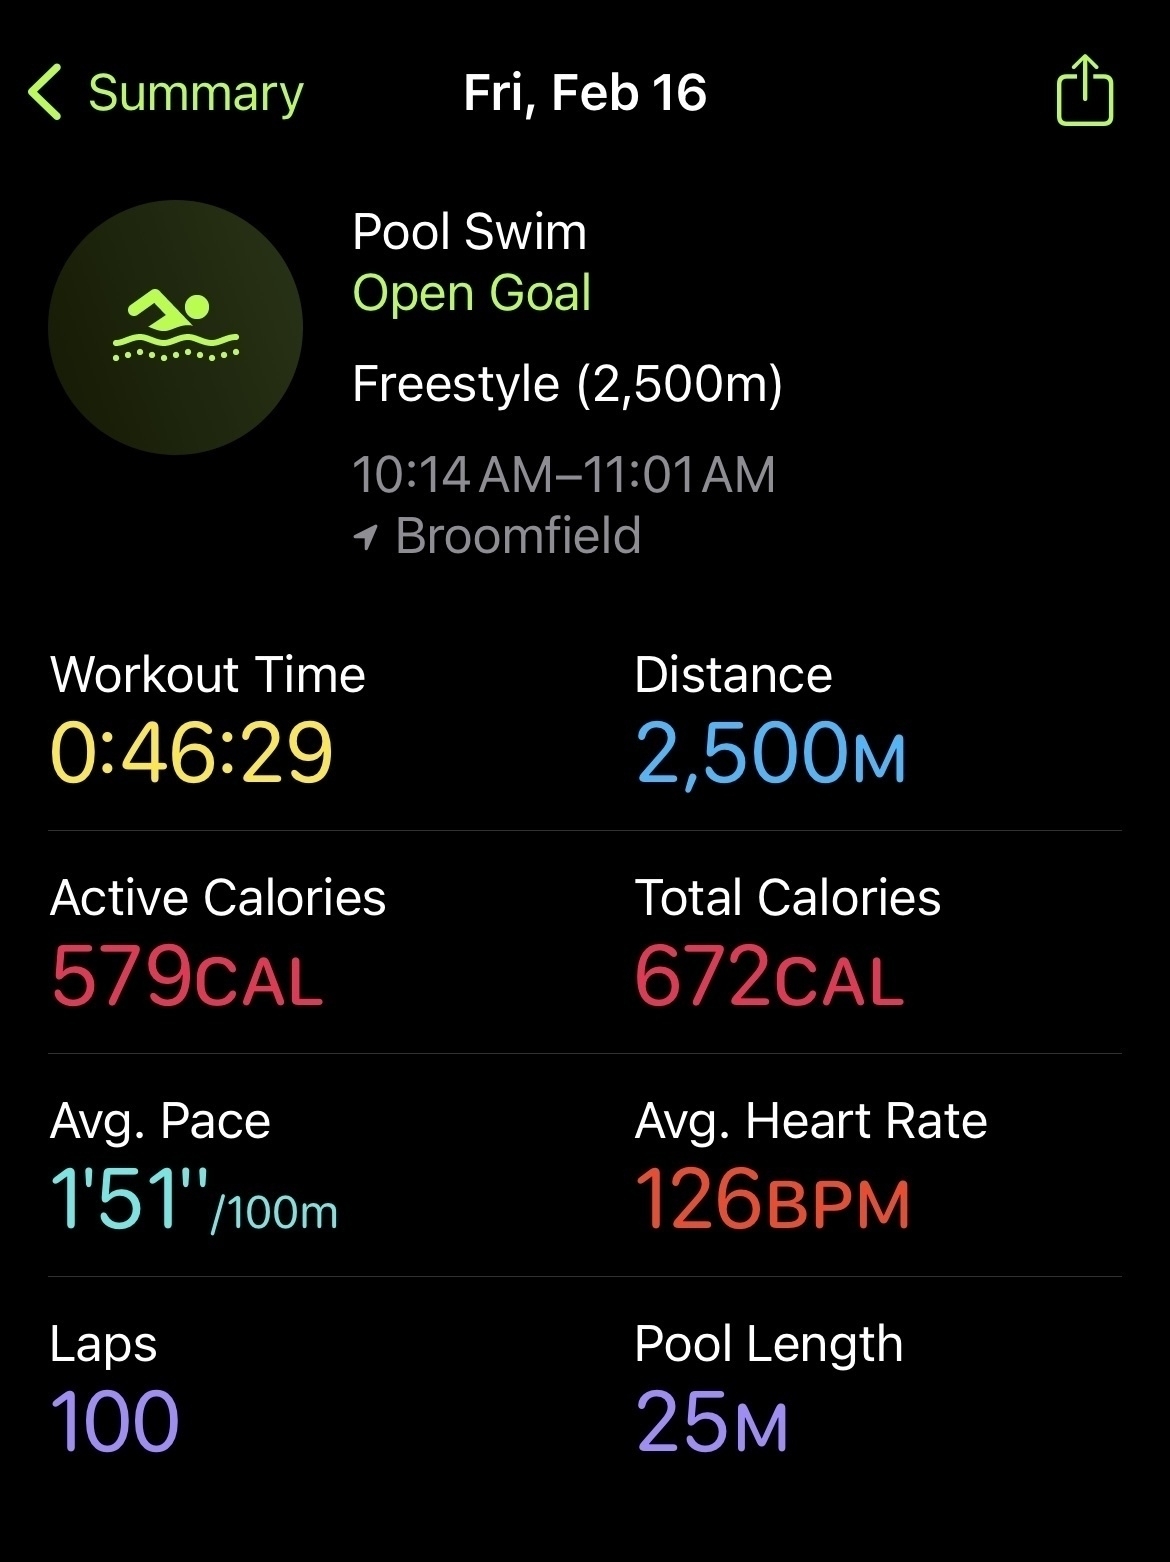 Summary
Fri, Feb 16
Pool Swim
Open Goal
Freestyle (2,500m)
10:14 AM–11:01 AM
Broomfield
Workout Time
0:46:29
Distance
2,500M
Active Calories
579CAL
Total Calories
672CAL
Avg. Pace
1'51''/100m
Avg. Heart Rate
126BPM
Laps
100
Pool Length
25M